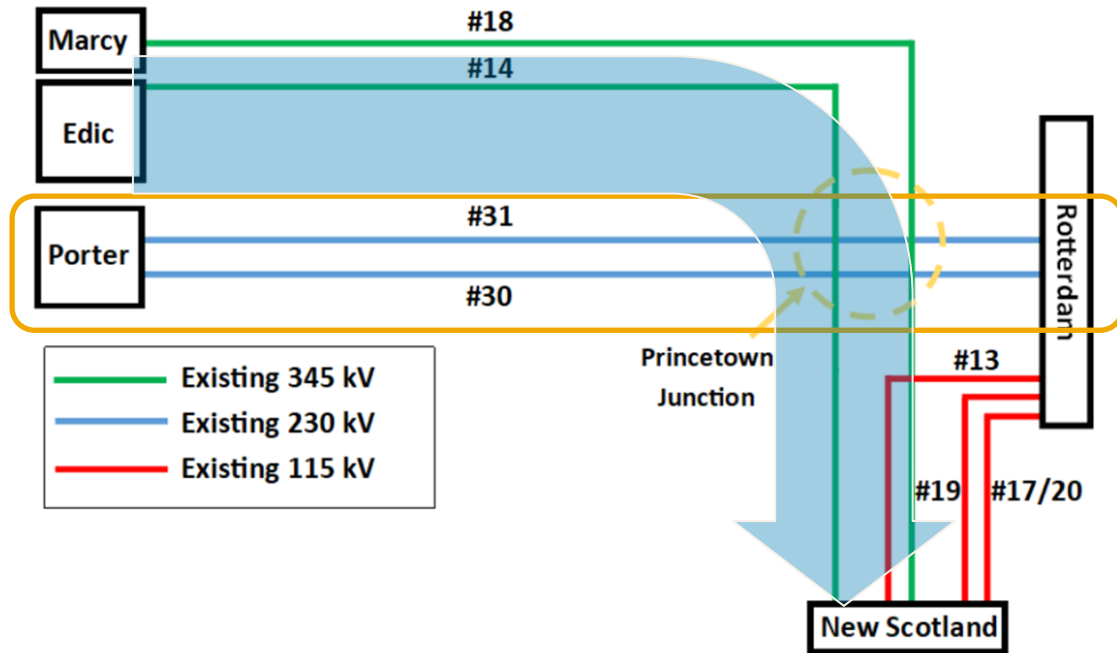 Marcy
#18
#14
Edic
Porter
#31
#30
Rotterdam
Princetown
Junction
#13
#19
#17/20
Existing 345 kV
Existing 230 kV
Existing 115 kV
New Scotland